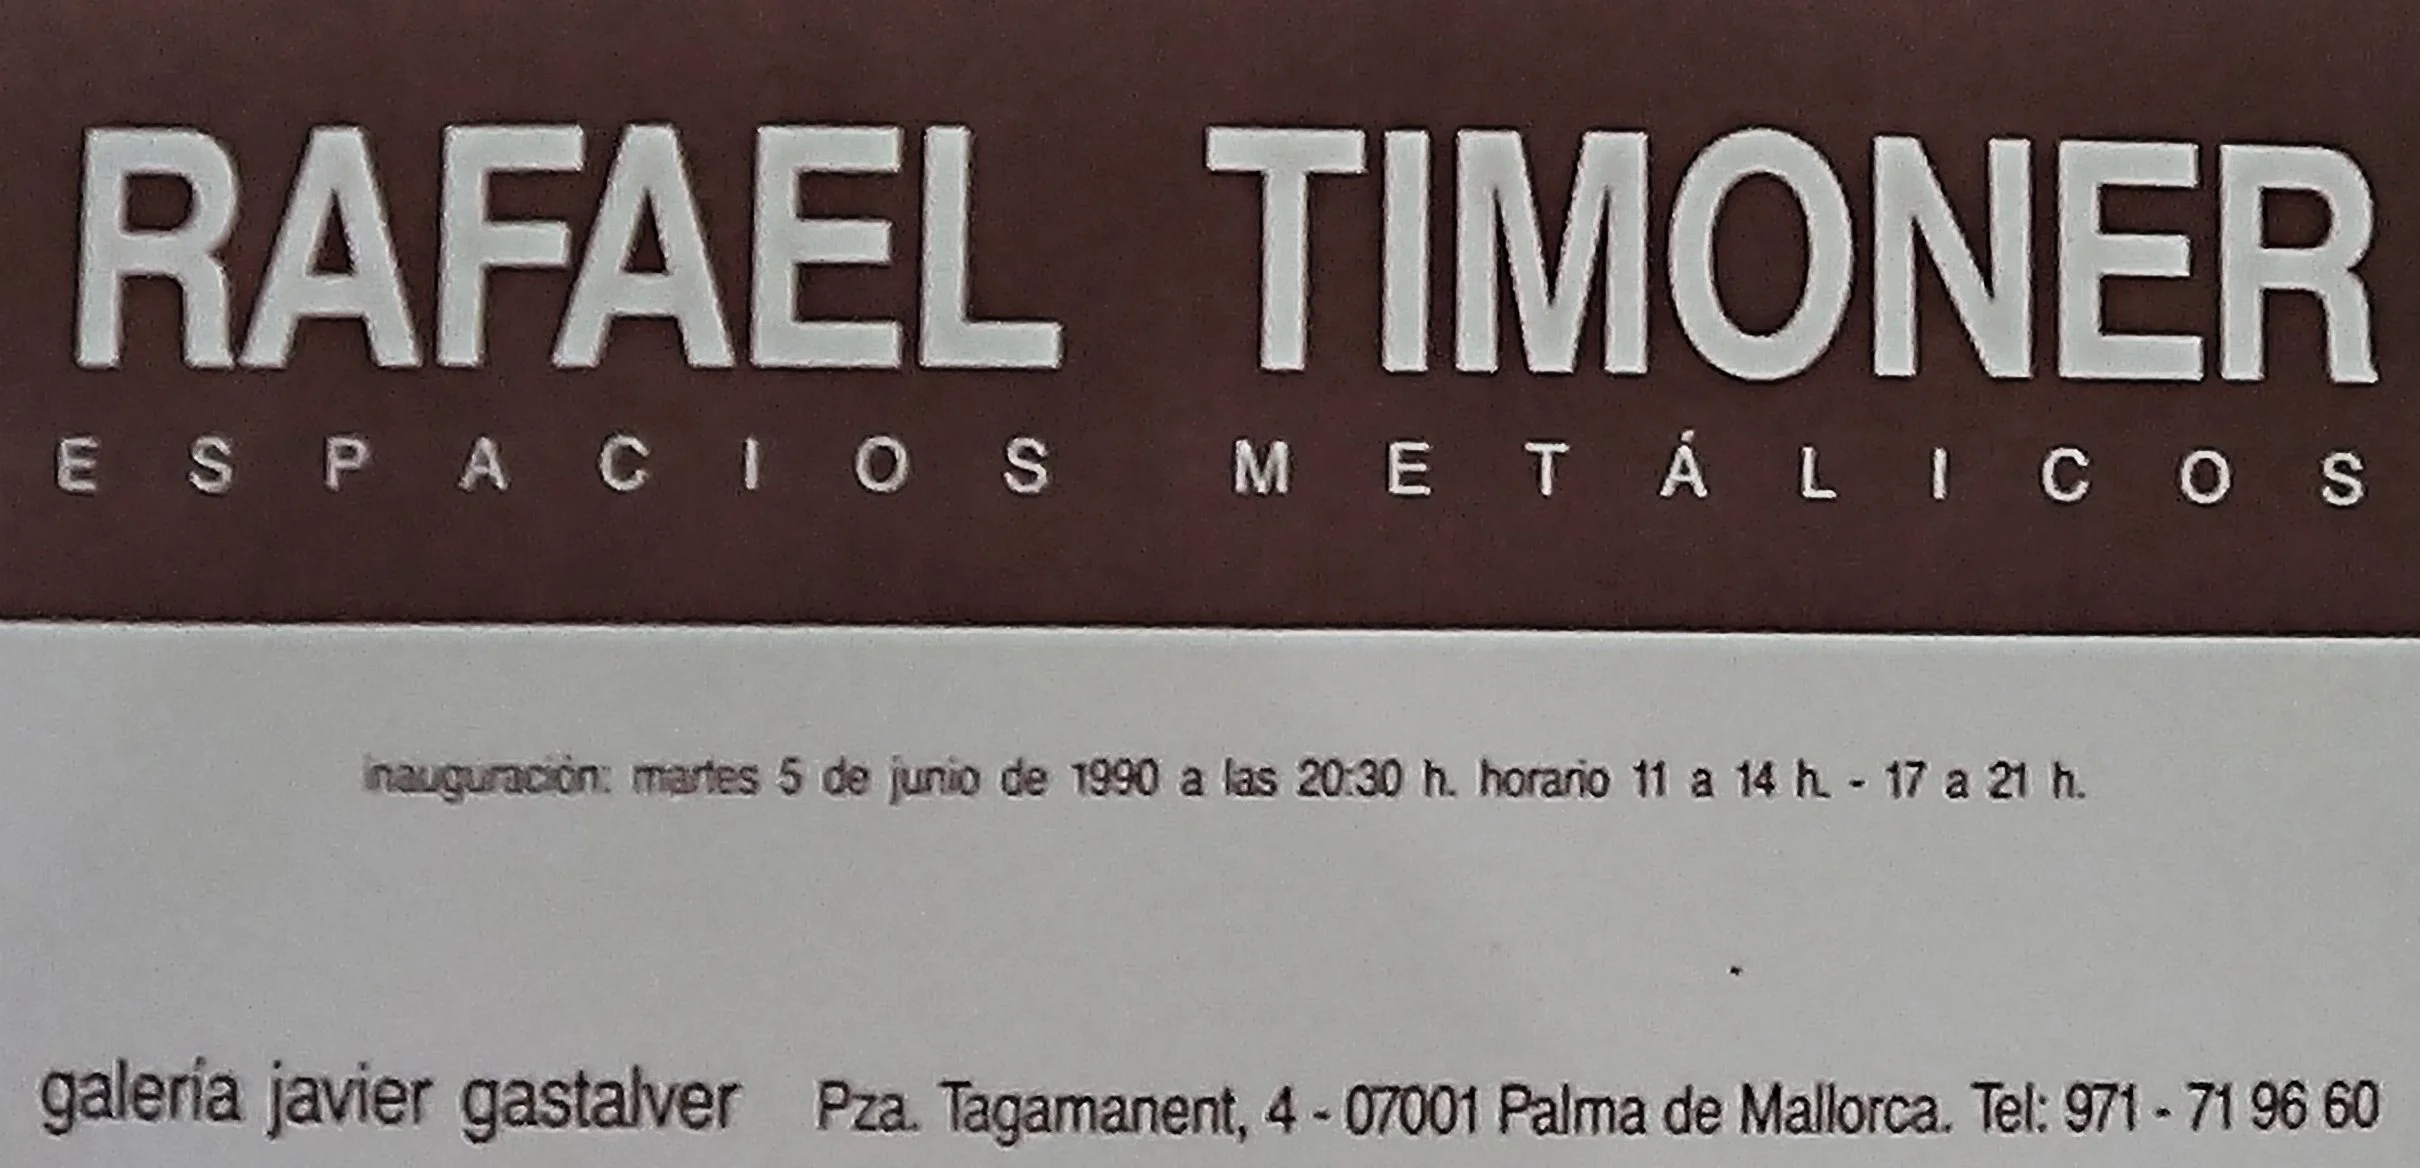 RAFAEL TIMONER
ESPACIOS METÁLICOS
inauguración: martes 5 de junio de 1990 a las 20:30 h. horario 11 a 14 h. - 17 a 21 h.
galería javier gastalver Pza. Tagamanent, 4 - 07001 Palma de Mallorca. Tel: 971 - 71 96 60